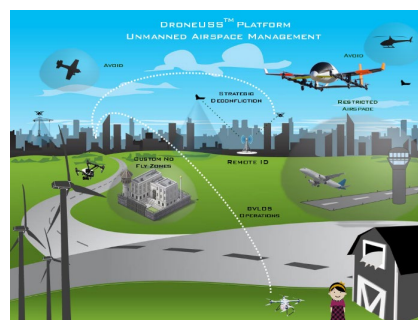 DroneUSS™ Platform
Unmanned Airspace Management
Avoid
Avoid
Strategic
Deconfliction
Restricted
Airspace
Remote ID
Custom No
Fly Zones
BVLOS
Operations